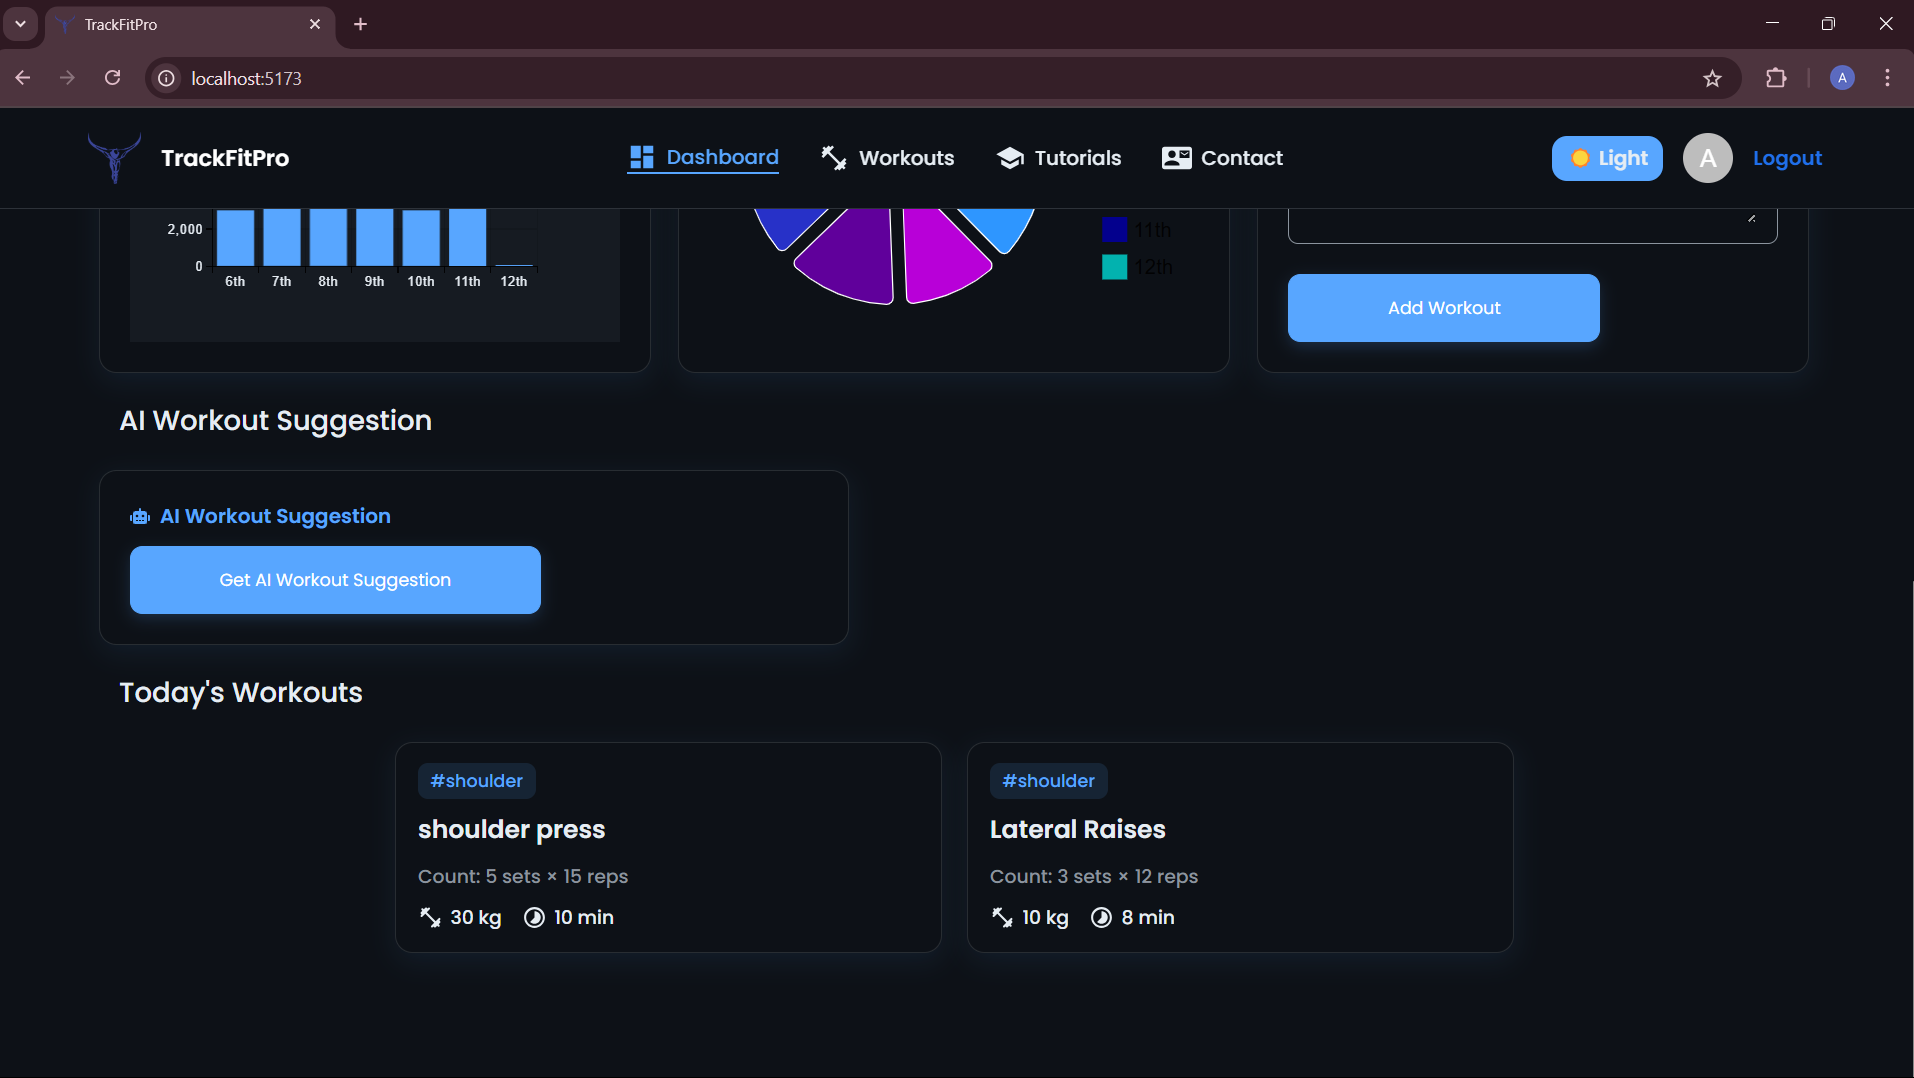 TrackFitPro
localhost:5173
A
TrackFitPro
Dashboard
Workouts
Tutorials
Contact
Light
A
Logout
2,000
0
6th
7th
8th
9th
10th
11th
12th
11th
12th
Add Workout
AI Workout Suggestion
AI Workout Suggestion
Get AI Workout Suggestion
Today's Workouts
#shoulder
shoulder press
Count: 5 sets × 15 reps
30 kg
10 min
#shoulder
Lateral Raises
Count: 3 sets × 12 reps
10 kg
8 min